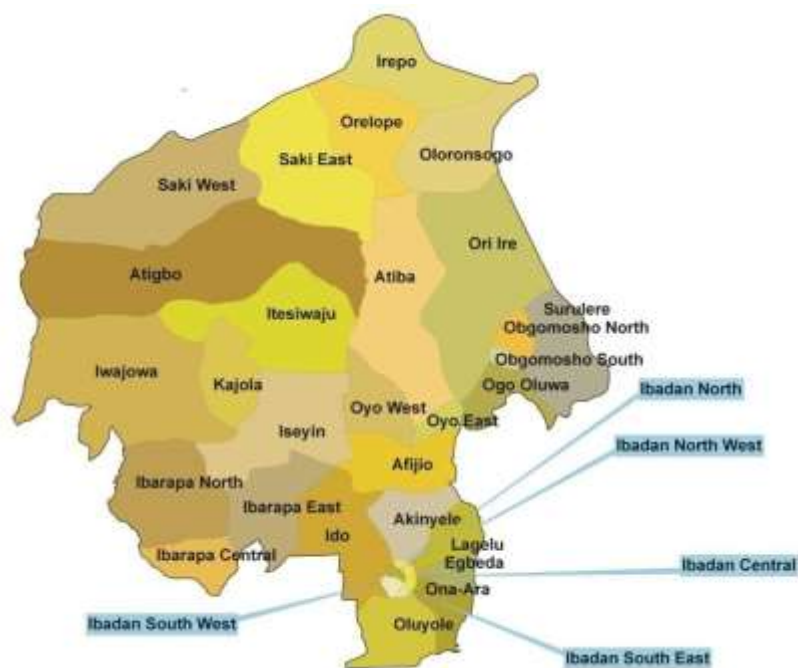 Irepo
Orelope
Oloronsogo
Saki East
Saki West
Ori Ire
Atigbo
Atiba
Itesiwaju
Surulere
Obgomosho North
Obgomosho South
Iwajowa
Kajola
Ogo Oluwa
Ibadan North
Oyo West
Oyo East
Iseyin
Ibadan North West
Afijio
Ibarapa North
Ibarapa East
Akinyele
Ido
Lagelu
Ibarapa Central
Egbeda
Ibadan Central
Ona-Ara
Ibadan South West
Oluyole
Ibadan South East